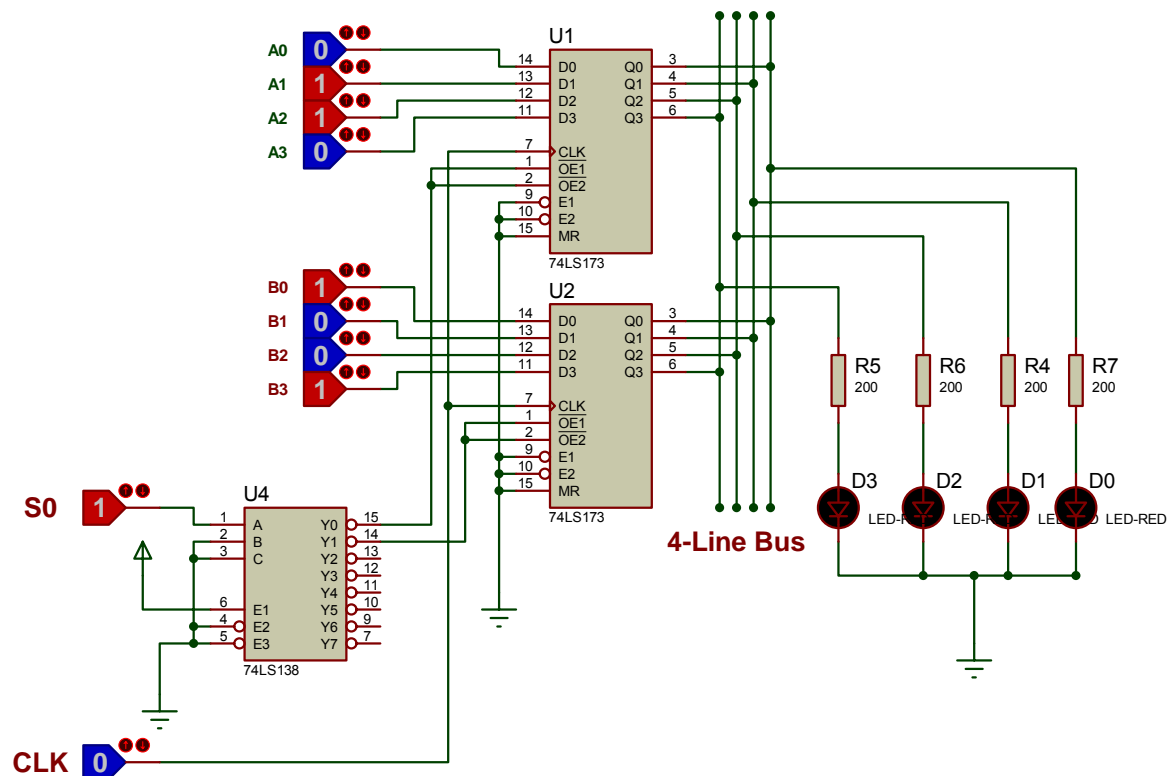 A0 0
A1 1
A2 1
A3 0
U1
14 D0 Q0 3
13 D1 Q1 4
12 D2 Q2 5
11 D3 Q3 6
7 CLK
1 OE1
2 OE2
9 E1
10 E2
15 MR
74LS173
B0 1
B1 0
B2 0
B3 1
U2
14 D0 Q0 3
13 D1 Q1 4
12 D2 Q2 5
11 D3 Q3 6
7 CLK
1 OE1
2 OE2
9 E1
10 E2
15 MR
74LS173
R5 R6 R4 R7
200 200 200 200
D3 D2 D1 D0
LED-RED
4-Line Bus
S0 1
U4
1 A Y0 15
2 B Y1 14
3 C Y2 13
Y3 12
Y4 11
6 E1 Y5 10
4 E2 Y6 9
5 E3 Y7 7
74LS138
CLK 0